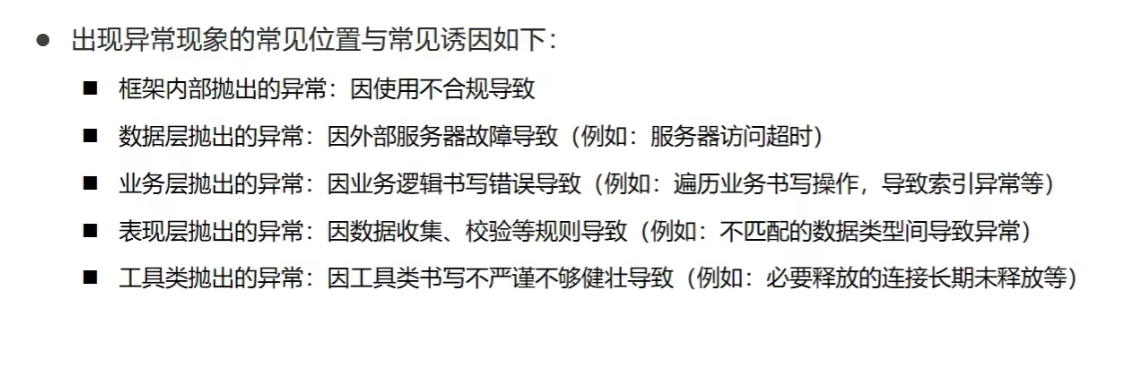 ● 出现异常现象的常见位置与常见诱因如下：
■ 框架内部抛出的异常：因使用不合规导致
■ 数据层抛出的异常：因外部服务器故障导致（例如：服务器访问超时）
■ 业务层抛出的异常：因业务逻辑书写错误导致（例如：遍历业务书写操作，导致索引异常等）
■ 表现层抛出的异常：因数据收集、校验等规则导致（例如：不匹配的数据类型间导致异常）
■ 工具类抛出的异常：因工具类书写不严谨不够健壮导致（例如：必要释放的连接长期未释放等）